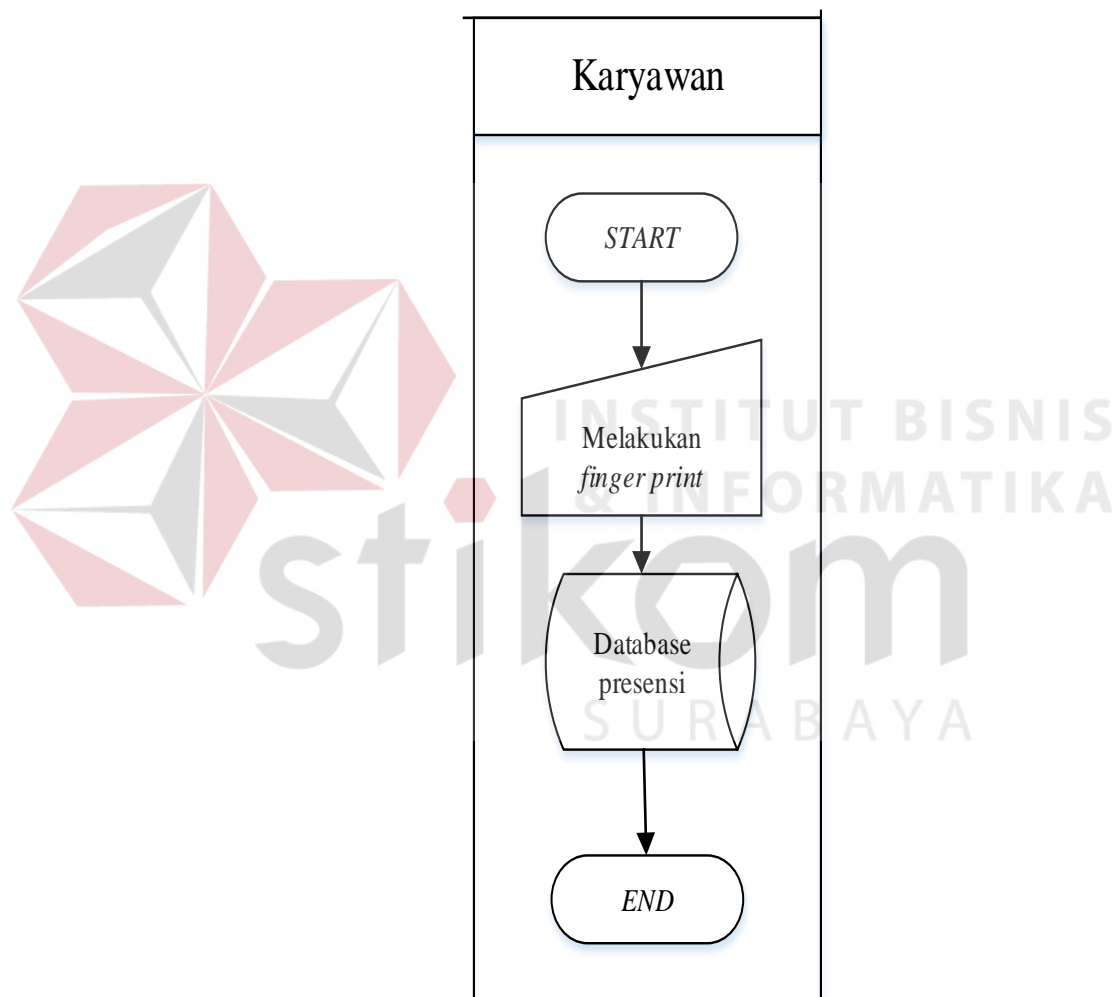 Karyawan
START
Melakukan
finger print
Database
presensi
END
INSTITUT BISNIS
& INFORMATIKA
stikom
SURABAYA